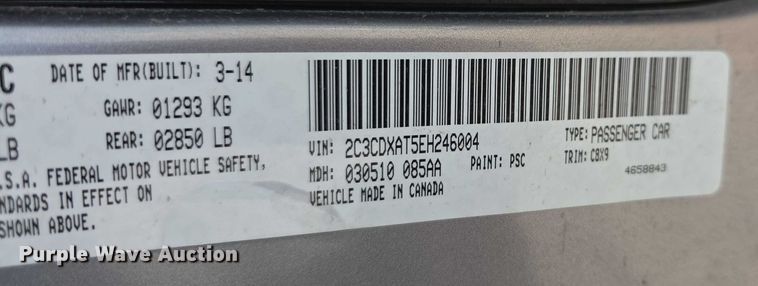 C DATE OF MFR(BUILT): 3-14
KG GAWR: 01293 KG
LB REAR: 02850 LB
.S.A. FEDERAL MOTOR VEHICLE SAFETY,
NDARDS IN EFFECT ON
SHOWN ABOVE.
VIN: 2C3CDXAT5EH246004 TYPE: PASSENGER CAR
MDH: 030510 085AA PAINT: PSC TRIM: C8X9
VEHICLE MADE IN CANADA 4658843
Purple Wave Auction